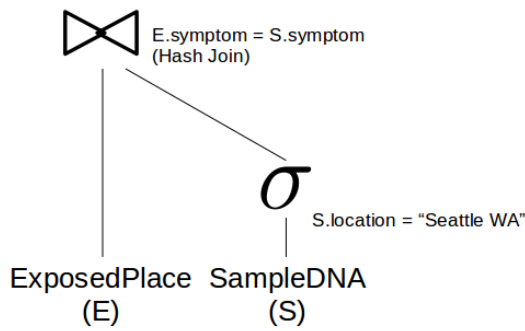 E.symptom = S.symptom
(Hash Join)
σ
S.location = “Seattle WA”
ExposedPlace SampleDNA
(E) (S)